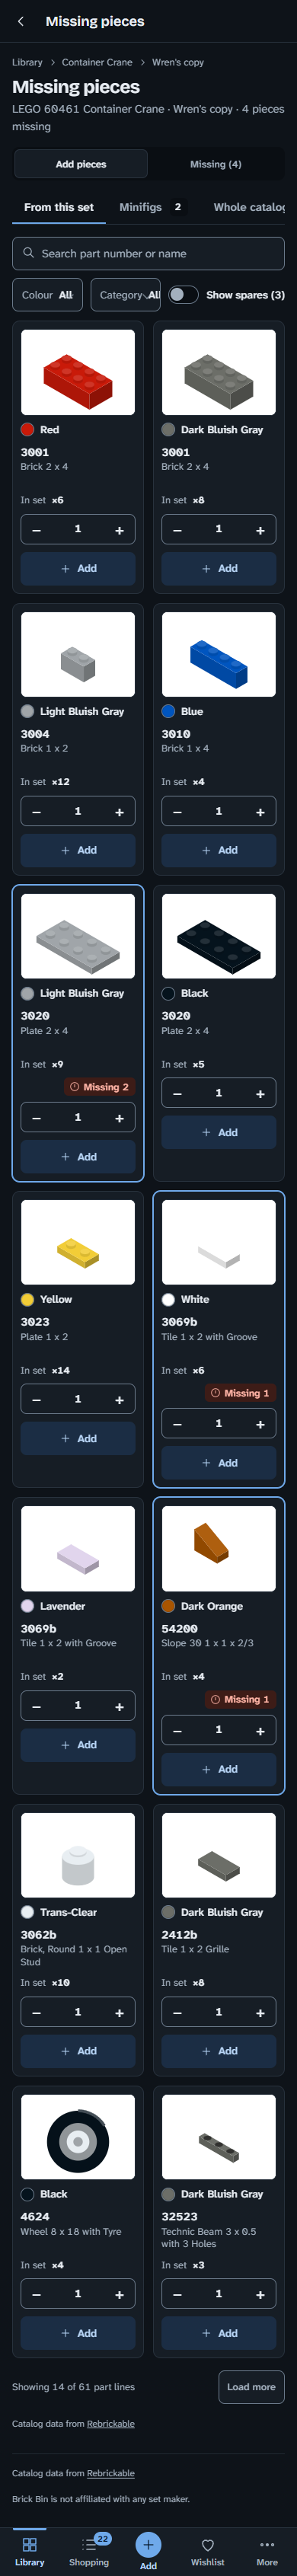 Missing pieces
Library > Container Crane > Wren's copy
Missing pieces
LEGO 60461 Container Crane · Wren's copy · 4 pieces
missing
Add pieces Missing (4)
From this set Minifigs 2 Whole catalog
Search part number or name
Colour All Category All Show spares (3)
Red Dark Bluish Gray
3001 3001
Brick 2 x 4 Brick 2 x 4
In set ×6 In set ×8
− 1 + − 1 +
+ Add + Add
Light Bluish Gray Blue
3004 3010
Brick 1 x 2 Brick 1 x 4
In set ×12 In set ×4
− 1 + − 1 +
+ Add + Add
Light Bluish Gray Black
3020 3020
Plate 2 x 4 Plate 2 x 4
In set ×9 In set ×5
Missing 2
− 1 + − 1 +
+ Add + Add
Yellow White
3023 3069b
Plate 1 x 2 Tile 1 x 2 with Groove
In set ×14 In set ×6
Missing 1
− 1 + − 1 +
+ Add + Add
Lavender Dark Orange
3069b 54200
Tile 1 x 2 with Groove Slope 30 1 x 1 x 2/3
In set ×2 In set ×4
Missing 1
− 1 + − 1 +
+ Add + Add
Trans-Clear Dark Bluish Gray
3062b 2412b
Brick, Round 1 x 1 Open Tile 1 x 2 Grille
Stud
In set ×10 In set ×8
− 1 + − 1 +
+ Add + Add
Black Dark Bluish Gray
4624 32523
Wheel 8 x 18 with Tyre Technic Beam 3 x 0.5
with 3 Holes
In set ×4 In set ×3
− 1 + − 1 +
+ Add + Add
Showing 14 of 61 part lines Load more
Catalog data from Rebrickable
Catalog data from Rebrickable
Brick Bin is not affiliated with any set maker.
22
Library Shopping Add Wishlist More